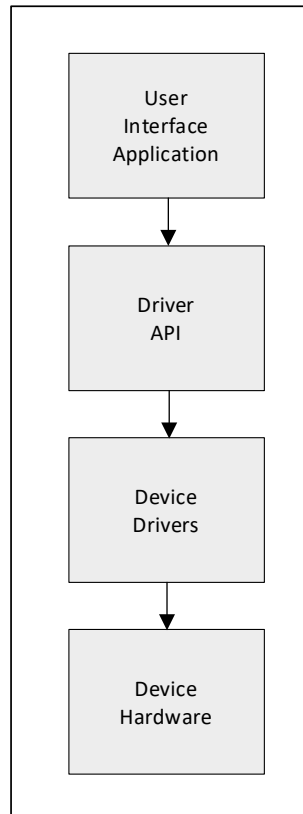 User
Interface
Application
Driver
API
Device
Drivers
Device
Hardware